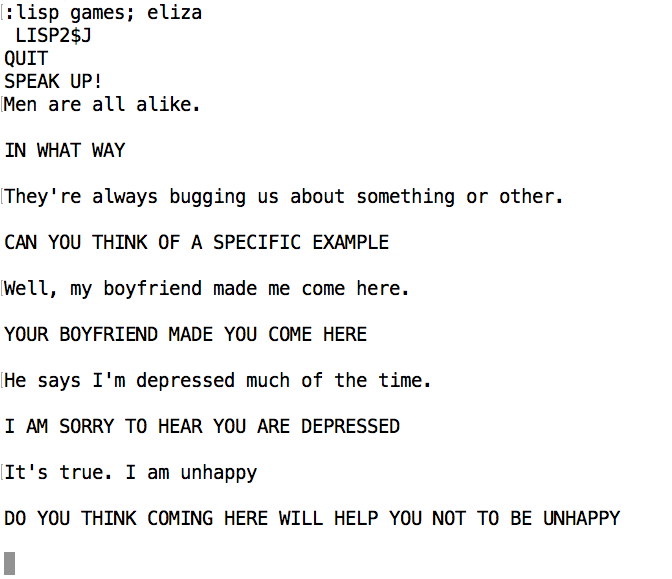 :lisp games; eliza
LISP2$J
QUIT
SPEAK UP!
Men are all alike.
IN WHAT WAY
They're always bugging us about something or other.
CAN YOU THINK OF A SPECIFIC EXAMPLE
Well, my boyfriend made me come here.
YOUR BOYFRIEND MADE YOU COME HERE
He says I'm depressed much of the time.
I AM SORRY TO HEAR YOU ARE DEPRESSED
It's true. I am unhappy
DO YOU THINK COMING HERE WILL HELP YOU NOT TO BE UNHAPPY